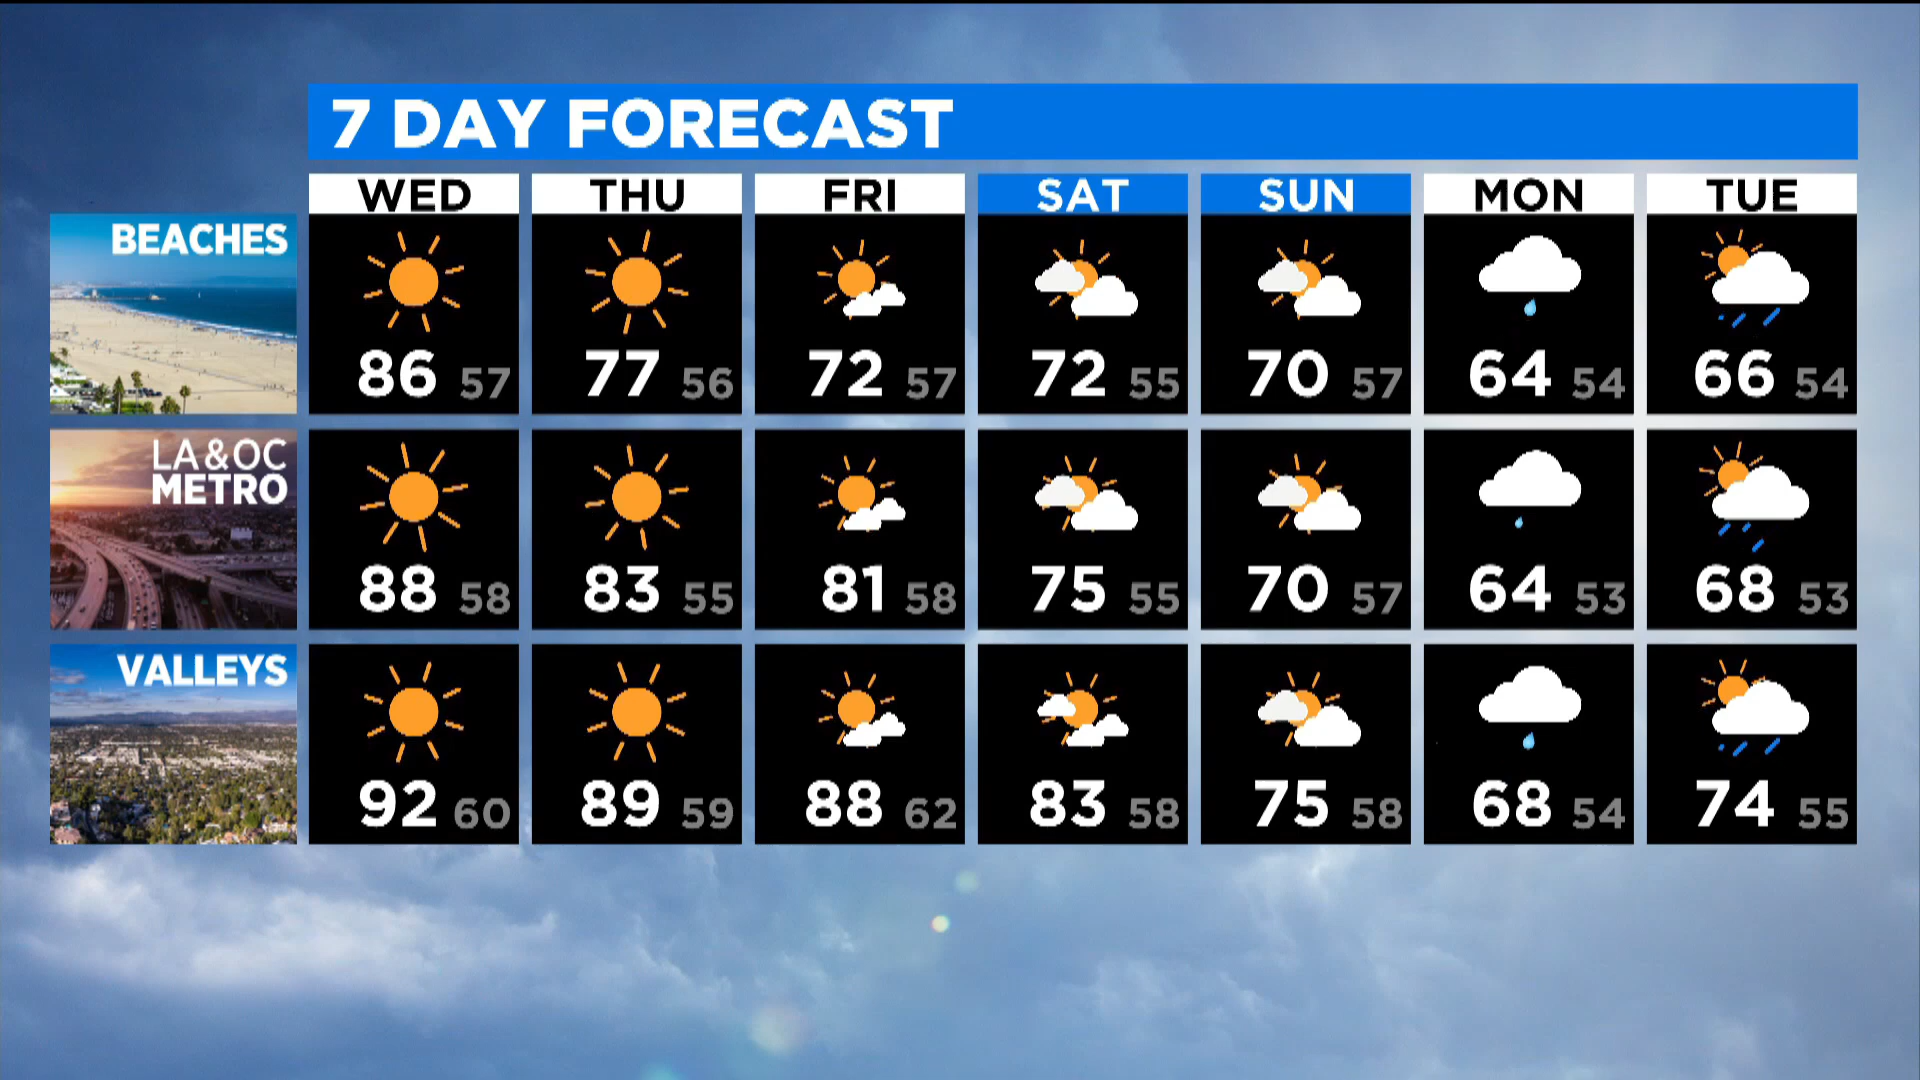 7 DAY FORECAST
WED THU FRI SAT SUN MON TUE
BEACHES
86 57 77 56 72 57 72 55 70 57 64 54 66 54
LA&OC
METRO
88 58 83 55 81 58 75 55 70 57 64 53 68 53
VALLEYS
92 60 89 59 88 62 83 58 75 58 68 54 74 55